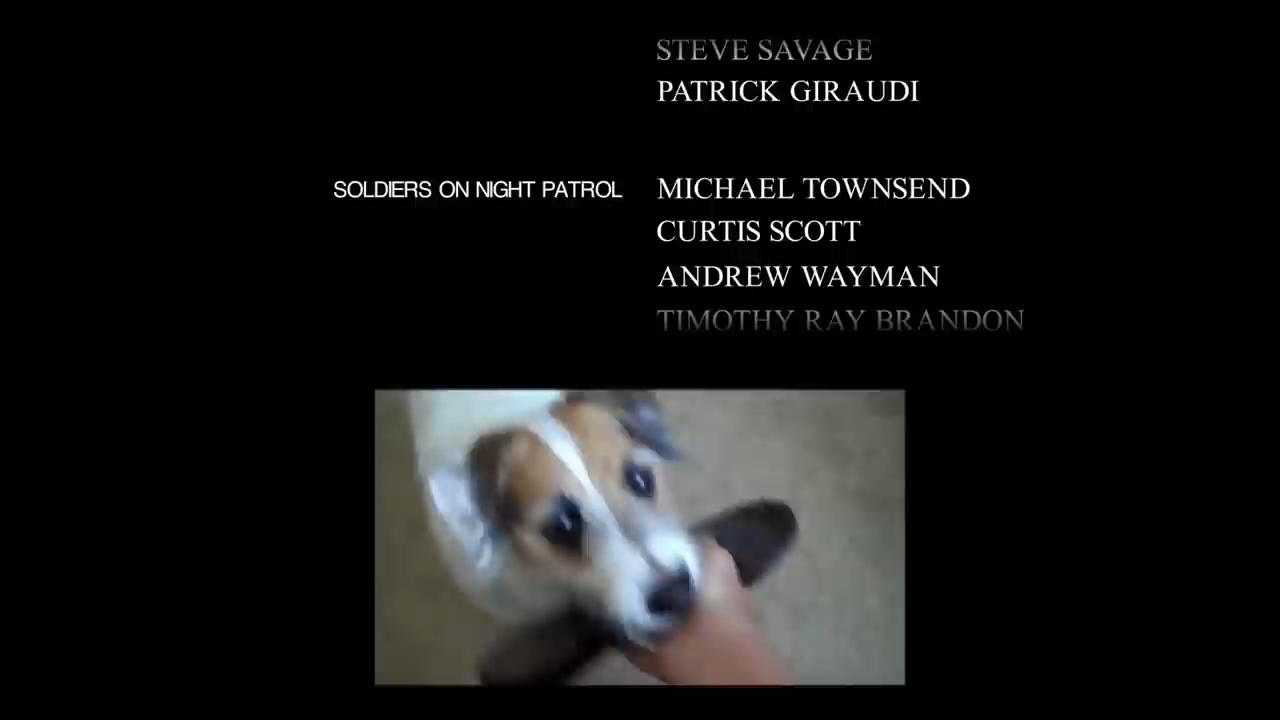 STEVE SAVAGE
PATRICK GIRAUDI
SOLDIERS ON NIGHT PATROL MICHAEL TOWNSEND
CURTIS SCOTT
ANDREW WAYMAN
TIMOTHY RAY BRANDON